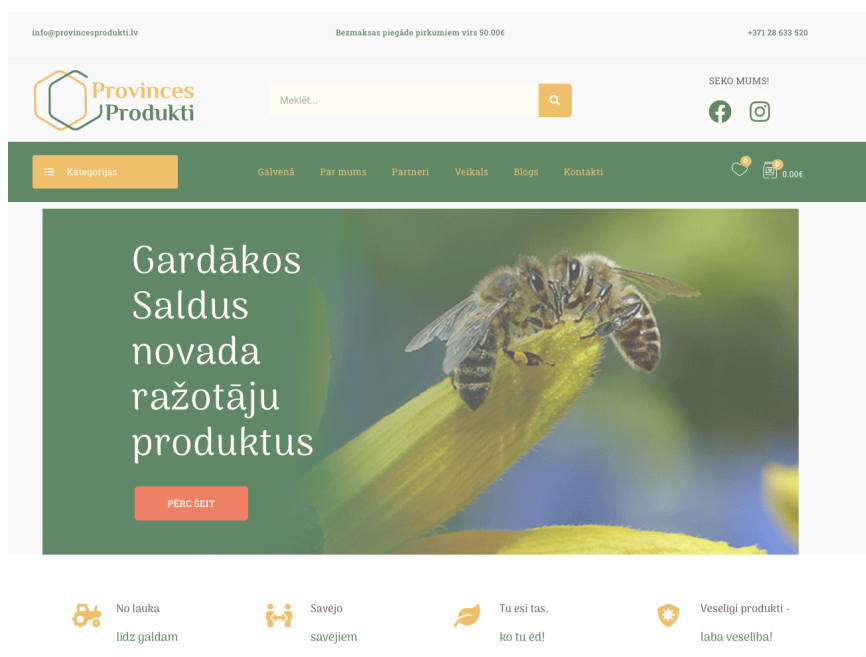 info@provincesprodukti.lv
Bezmaksas piegāde pirkumiem virs 50.00€
+371 28 633 520
Provinces
Produkti
Meklēt...
SEKO MUMS!
Kategorijas
Galvenā
Par mums
Partneri
Veikals
Blogs
Kontakti
0
0
0.00€
Gardākos
Saldus
novada
ražotāju
produktus
PĒRC ŠEIT
No lauka
līdz galdam
Savējo
savējiem
Tu esi tas,
ko tu ēd!
Veselīgi produkti -
laba veselība!